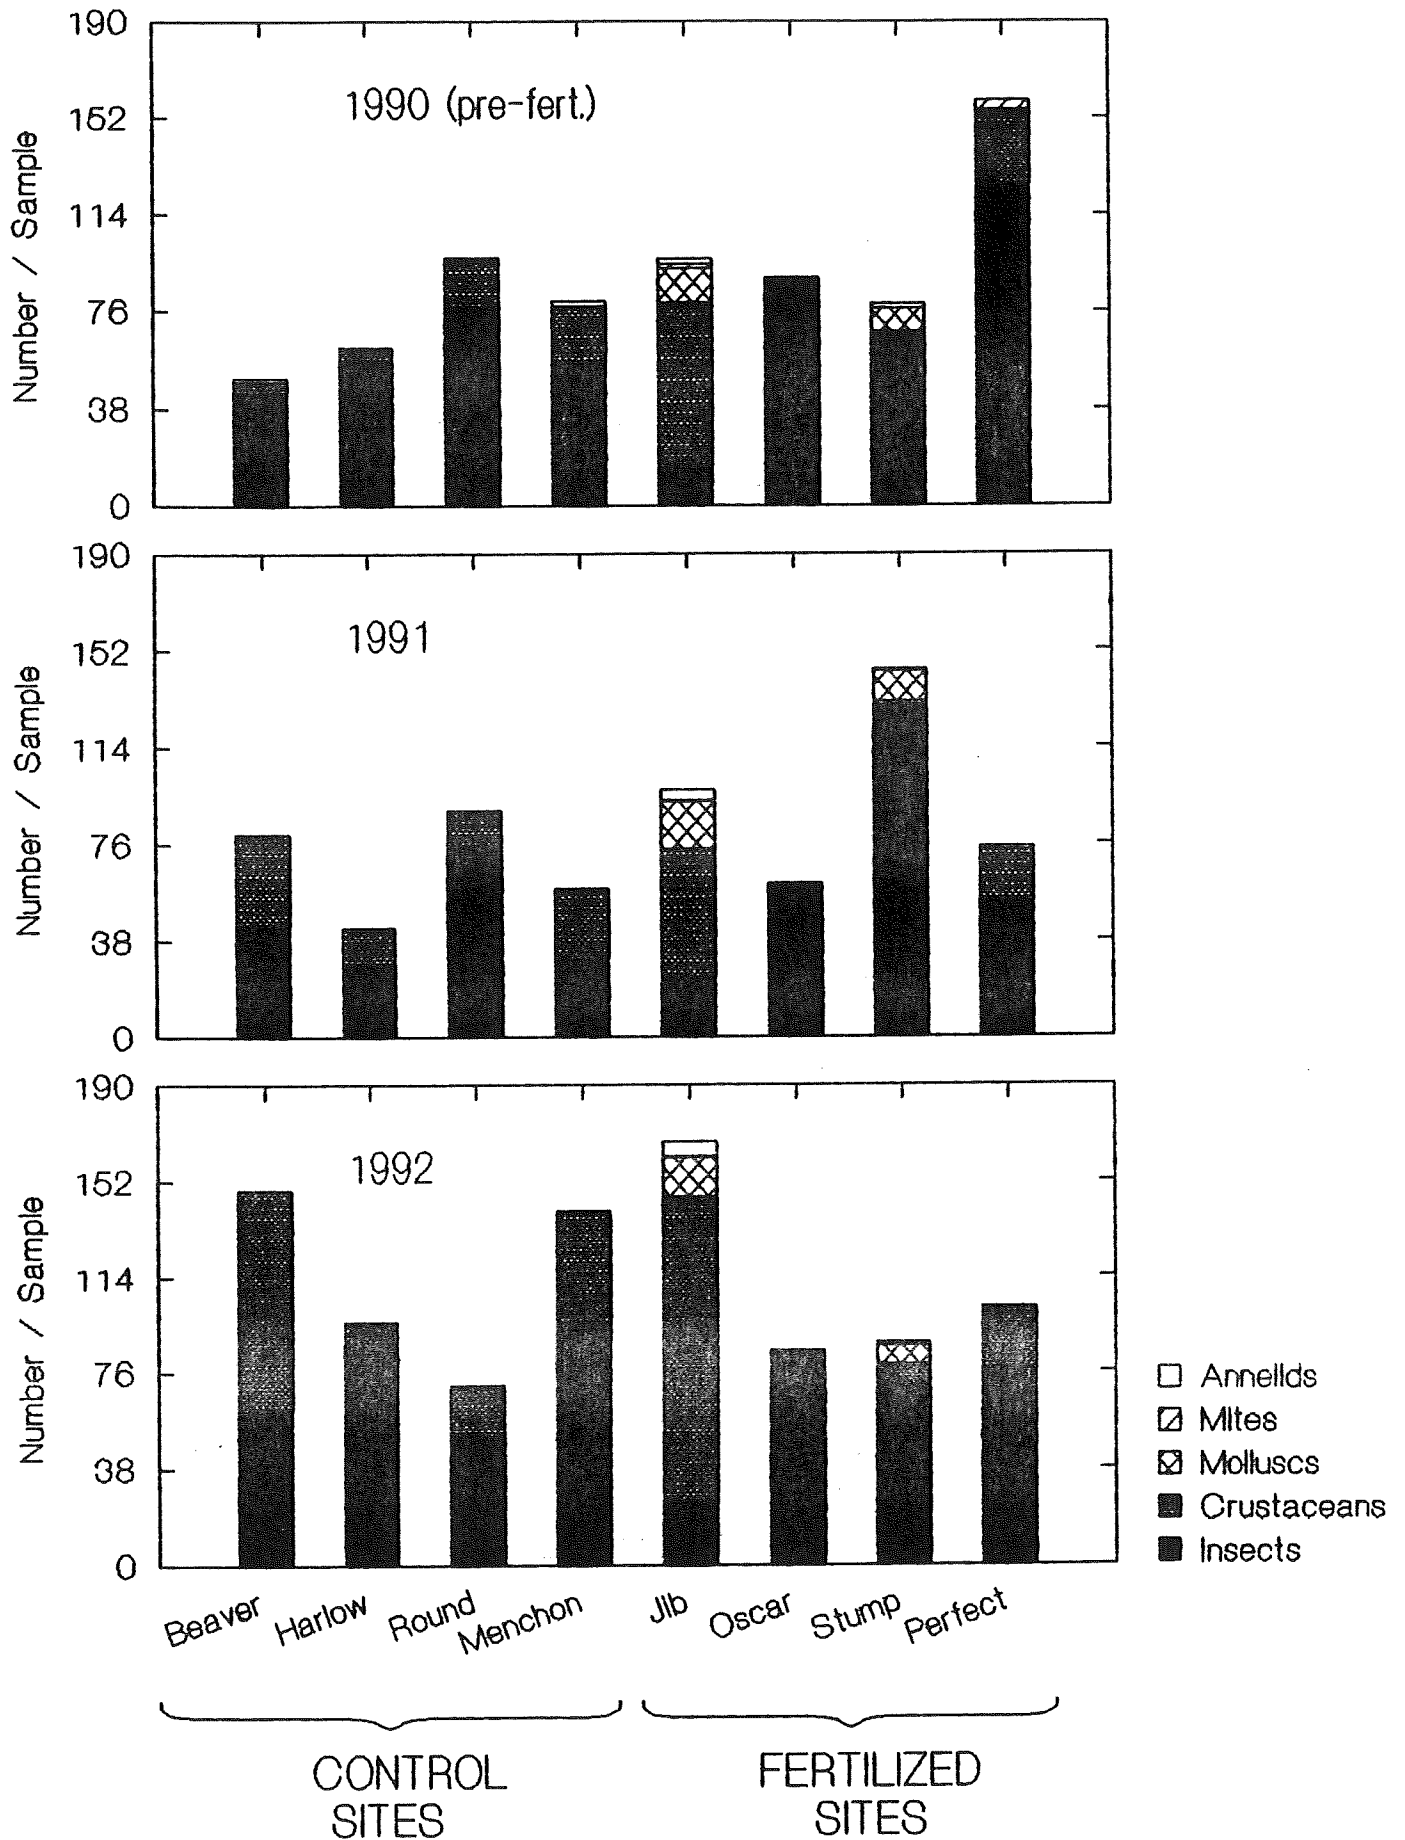 190
1990 (pre-fert.)
152
114
76
38
0
Number / Sample
190
1991
152
114
76
38
0
Number / Sample
190
1992
152
114
76
38
0
Number / Sample
Annelids
Mites
Molluscs
Crustaceans
Insects
Beaver
Harlow
Round
Menchon
Jlb
Oscar
Stump
Perfect
CONTROL
SITES
FERTILIZED
SITES